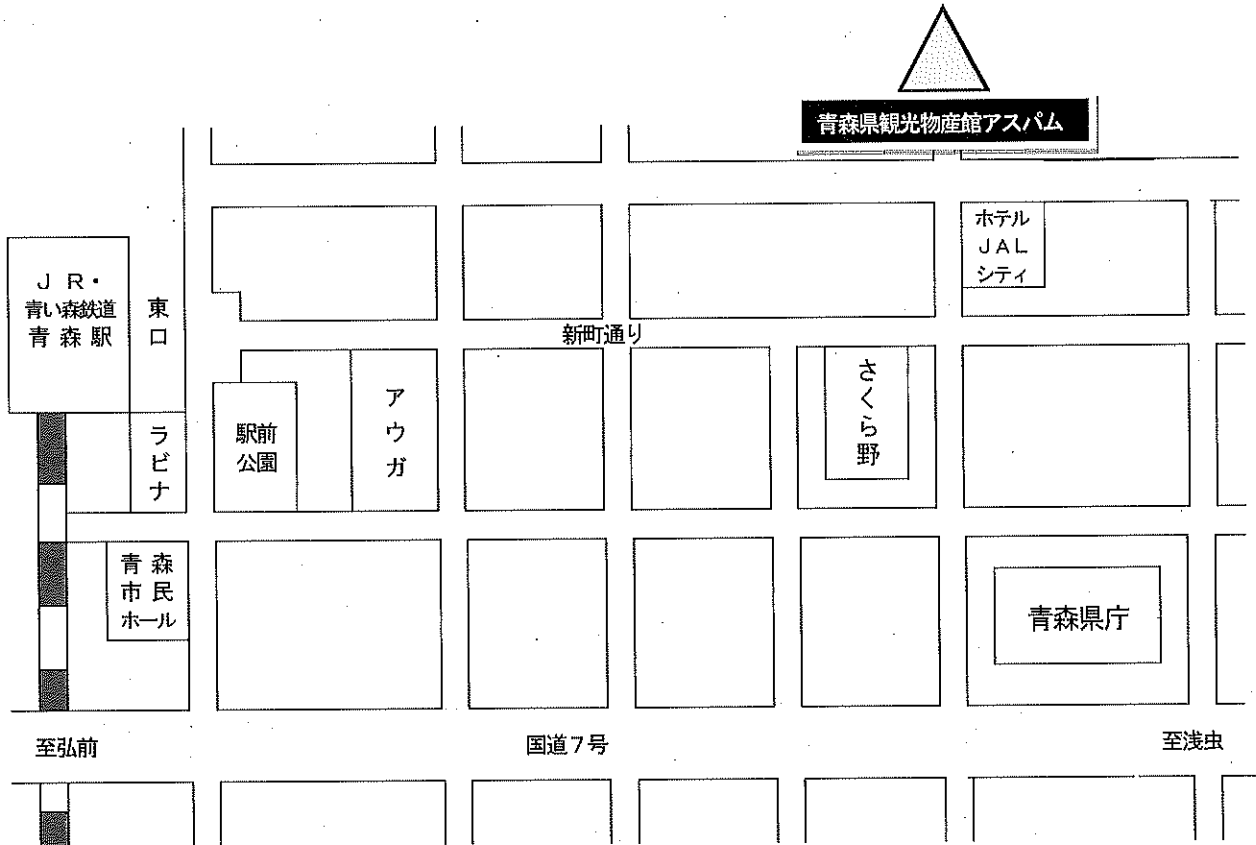 青森県観光物産館アスパム
ホテル
ＪＡＬ
シティ
ＪＲ・
青い森鉄道
青森駅
東口
新町通り
ラビナ
駅前
公園
アウガ
さくら野
青森
市民
ホール
青森県庁
至弘前
国道７号
至浅虫